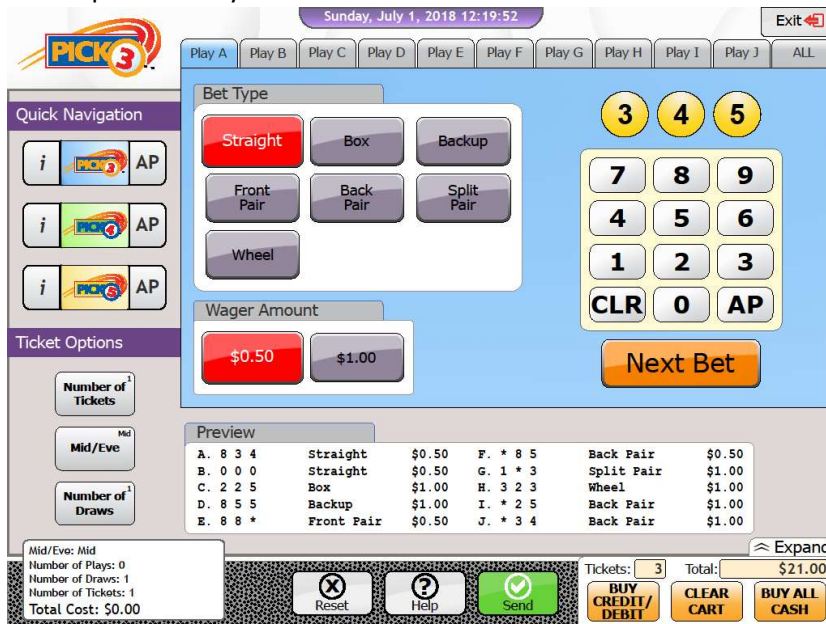 Sunday, July 1, 2018 12:19:52
Exit
PICK 3
Play A Play B Play C Play D Play E Play F Play G Play H Play I Play J ALL
Quick Navigation
i PICK 3 AP
i PICK 4 AP
i PICK 5 AP
Ticket Options
Number of Tickets 1
Mid/Eve Mid
Number of Draws 1
Bet Type
Straight Box Backup
Front Pair Back Pair Split Pair
Wheel
Wager Amount
$0.50 $1.00
3 4 5
7 8 9
4 5 6
1 2 3
CLR 0 AP
Next Bet
Preview
A. 8 3 4 Straight $0.50 F. * 8 5 Back Pair $0.50
B. 0 0 0 Straight $0.50 G. 1 * 3 Split Pair $1.00
C. 2 2 5 Box $1.00 H. 3 2 3 Wheel $1.00
D. 8 5 5 Backup $1.00 I. * 2 5 Back Pair $1.00
E. 8 8 * Front Pair $0.50 J. * 3 4 Back Pair $1.00
Expand
Mid/Eve: Mid
Number of Plays: 0
Number of Draws: 1
Number of Tickets: 1
Total Cost: $0.00
Reset Help Send
Tickets: 3 Total: $21.00
BUY CREDIT/ DEBIT
CLEAR CART
BUY ALL CASH